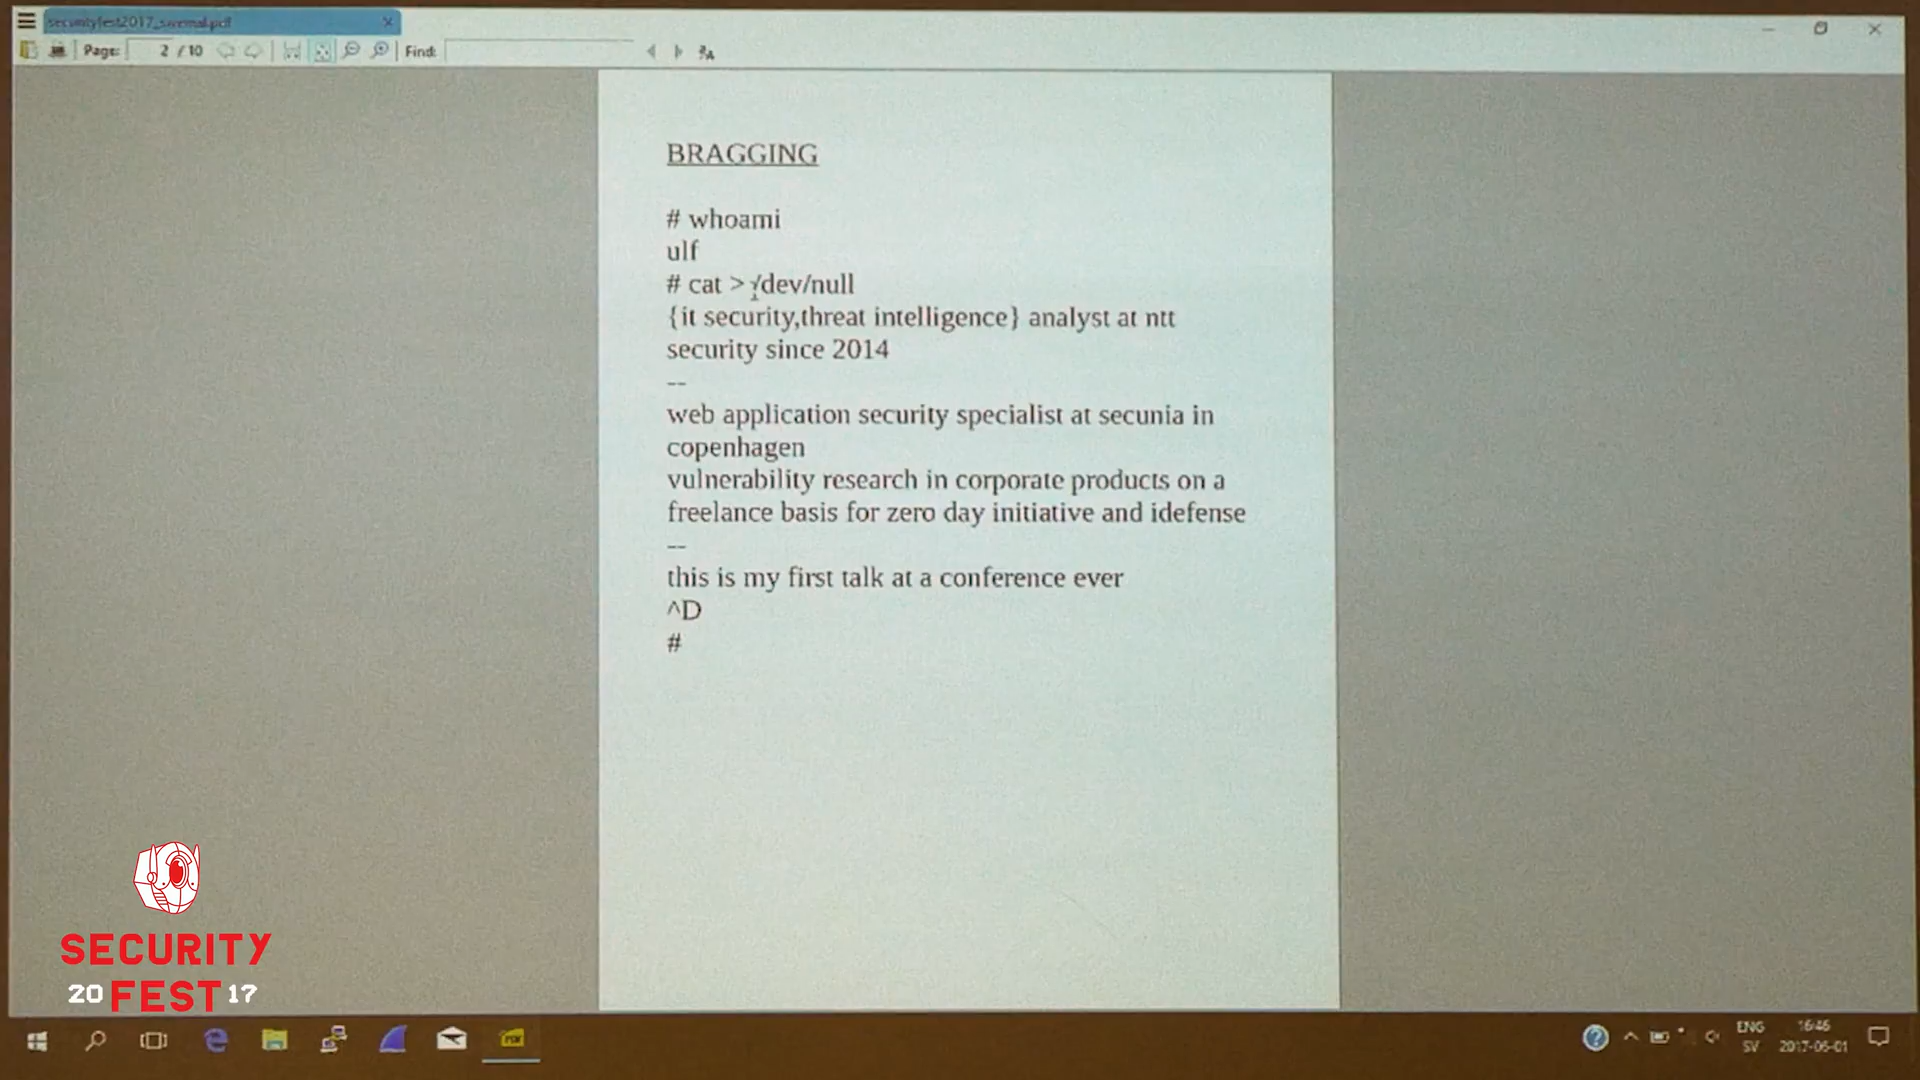 Page: 2 / 10 Find:
BRAGGING
# whoami
ulf
# cat > /dev/null
{it security,threat intelligence} analyst at ntt
security since 2014
--
web application security specialist at secunia in
copenhagen
vulnerability research in corporate products on a
freelance basis for zero day initiative and idefense
--
this is my first talk at a conference ever
^D
#
SECURITY
20 FEST 17
ENG 16:46
SV 2017-06-01
PDF